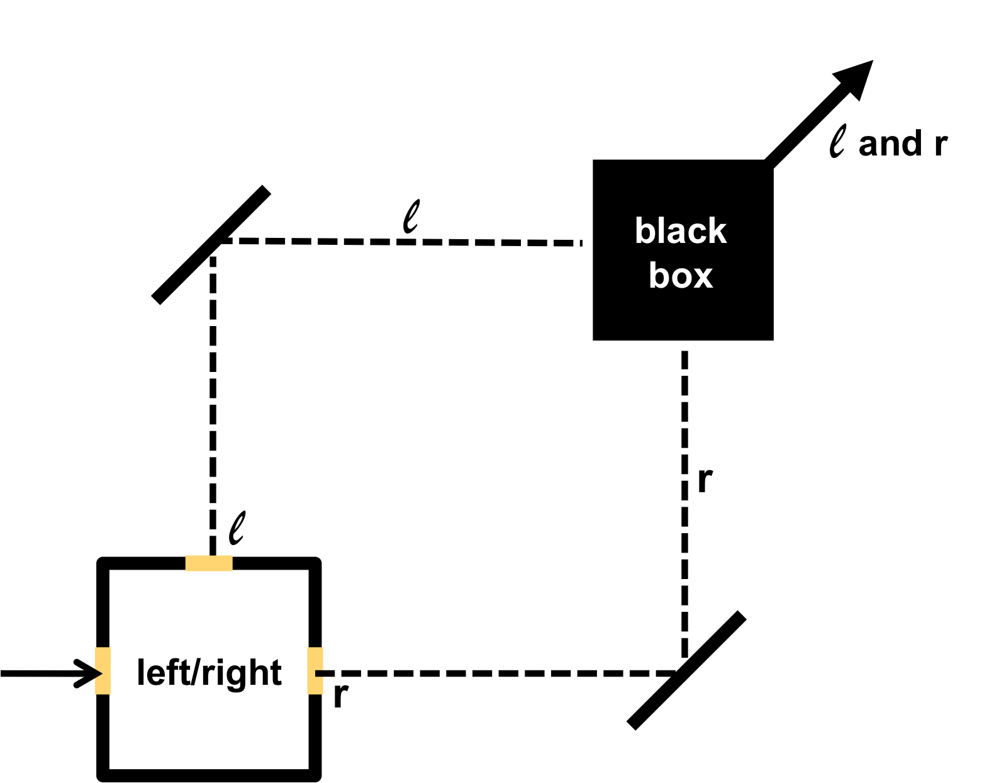 ℓ and r
ℓ
black
box
r
ℓ
left/right
r